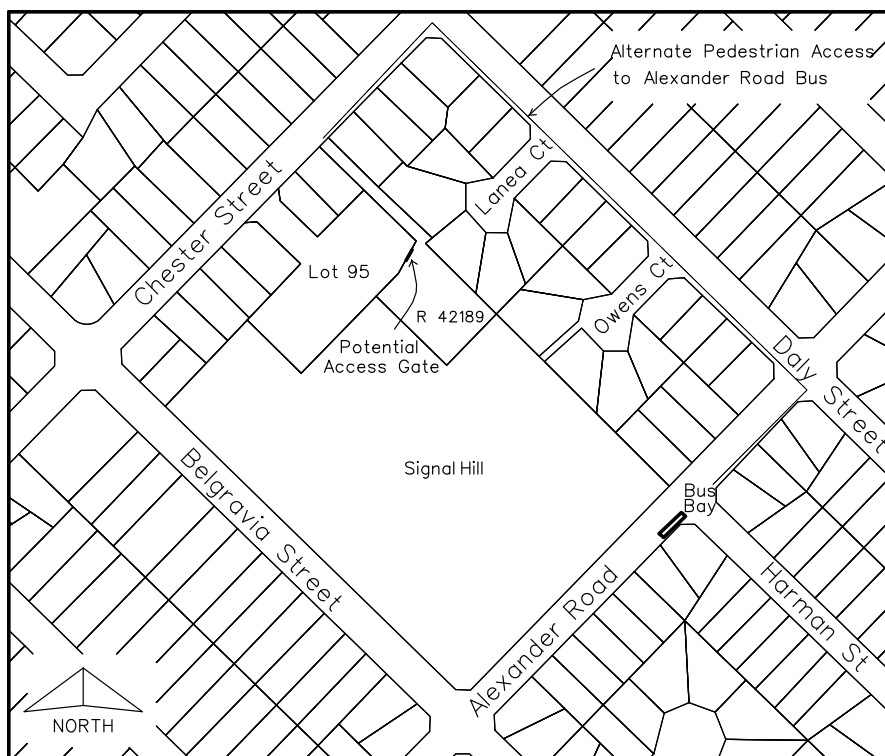 Alternate Pedestrian Access
to Alexander Road Bus
Lanea Ct
Chester Street
Lot 95
Owens Ct
R 42189
Potential
Access Gate
Daly Street
Signal Hill
Belgravia Street
Bus
Bay
Alexander Road
Harman St
NORTH